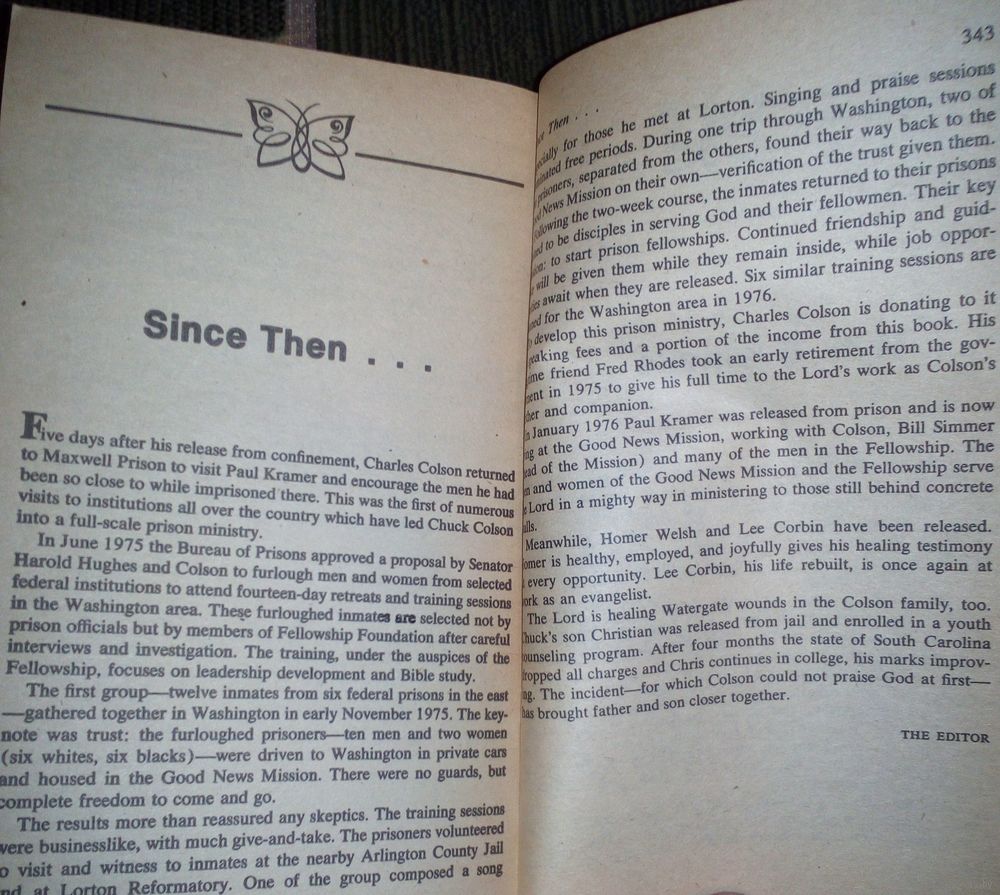 Since Then . . .
Five days after his release from confinement, Charles Colson returned
to Maxwell Prison to visit Paul Kramer and encourage the men he had
been so close to while imprisoned there. This was the first of numerous
visits to institutions all over the country which have led Chuck Colson
into a full-scale prison ministry.
In June 1975 the Bureau of Prisons approved a proposal by Senator
Harold Hughes and Colson to furlough men and women from selected
federal institutions to attend fourteen-day retreats and training sessions
in the Washington area. These furloughed inmates are selected not by
prison officials but by members of Fellowship Foundation after careful
interviews and investigation. The training, under the auspices of the
Fellowship, focuses on leadership development and Bible study.
The first group—twelve inmates from six federal prisons in the east
—gathered together in Washington in early November 1975. The key-
note was trust: the furloughed prisoners—ten men and two women
(six whites, six blacks)—were driven to Washington in private cars
and housed in the Good News Mission. There were no guards, but
complete freedom to come and go.
The results more than reassured any skeptics. The training sessions
were businesslike, with much give-and-take. The prisoners volunteered
to visit and witness to inmates at the nearby Arlington County Jail
and at Lorton Reformatory. One of the group composed a song
343
Then . . .
for those he met at Lorton. Singing and praise sessions
free periods. During one trip through Washington, two of
prisoners, separated from the others, found their way back to the
News Mission on their own—verification of the trust given them.
Following the two-week course, the inmates returned to their prisons
to be disciples in serving God and their fellowmen. Their key
to start prison fellowships. Continued friendship and guid-
will be given them while they remain inside, while job oppor-
await when they are released. Six similar training sessions are
for the Washington area in 1976.
develop this prison ministry, Charles Colson is donating to it
speaking fees and a portion of the income from this book. His
friend Fred Rhodes took an early retirement from the gov-
in 1975 to give his full time to the Lord's work as Colson's
and companion.
In January 1976 Paul Kramer was released from prison and is now
at the Good News Mission, working with Colson, Bill Simmer
of the Mission) and many of the men in the Fellowship. The
and women of the Good News Mission and the Fellowship serve
Lord in a mighty way in ministering to those still behind concrete
walls.
Meanwhile, Homer Welsh and Lee Corbin have been released.
Homer is healthy, employed, and joyfully gives his healing testimony
every opportunity. Lee Corbin, his life rebuilt, is once again at
work as an evangelist.
The Lord is healing Watergate wounds in the Colson family, too.
Chuck's son Christian was released from jail and enrolled in a youth
counseling program. After four months the state of South Carolina
dropped all charges and Chris continues in college, his marks improv-
ing. The incident—for which Colson could not praise God at first—
has brought father and son closer together.
THE EDITOR